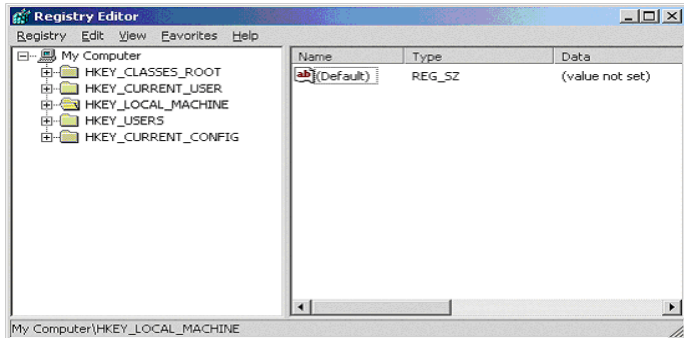 Registry Editor
Registry Edit View Favorites Help
My Computer
HKEY_CLASSES_ROOT
HKEY_CURRENT_USER
HKEY_LOCAL_MACHINE
HKEY_USERS
HKEY_CURRENT_CONFIG
Name Type Data
ab (Default) REG_SZ (value not set)
My Computer\HKEY_LOCAL_MACHINE